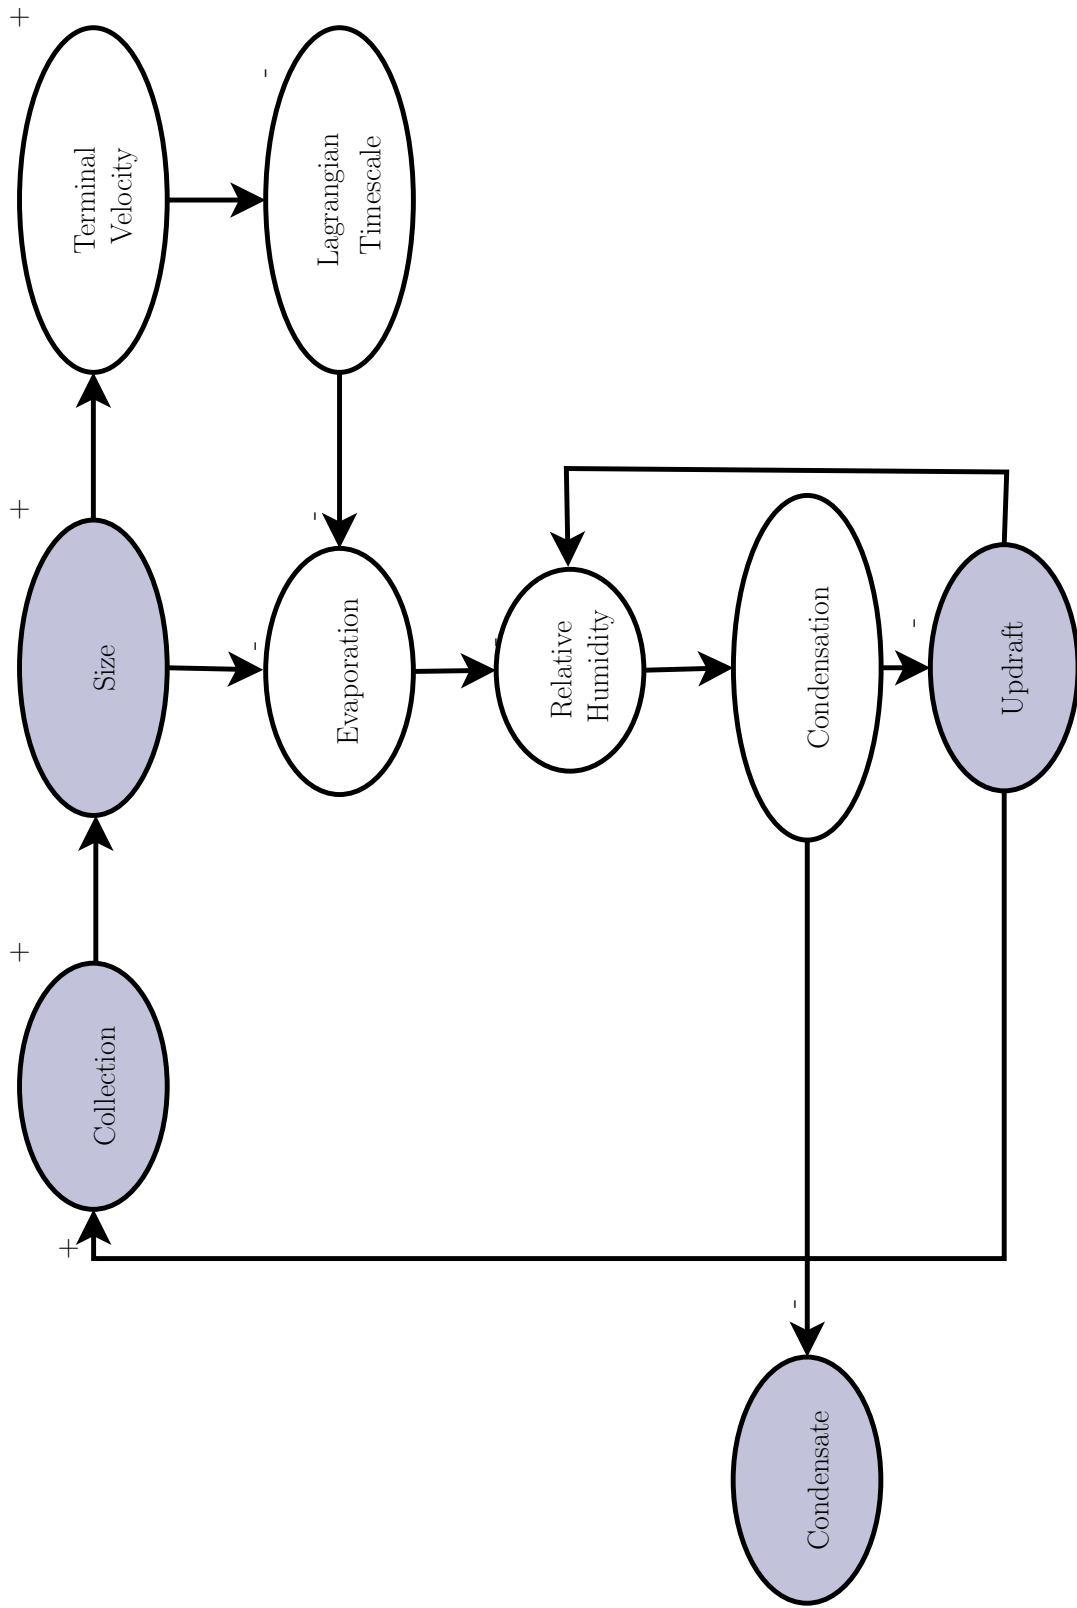 +
+
+
+
Collection
Size
Terminal
Velocity
-
-
-
Evaporation
Lagrangian
Timescale
-
Relative
Humidity
-
Condensate
Condensation
-
Updraft